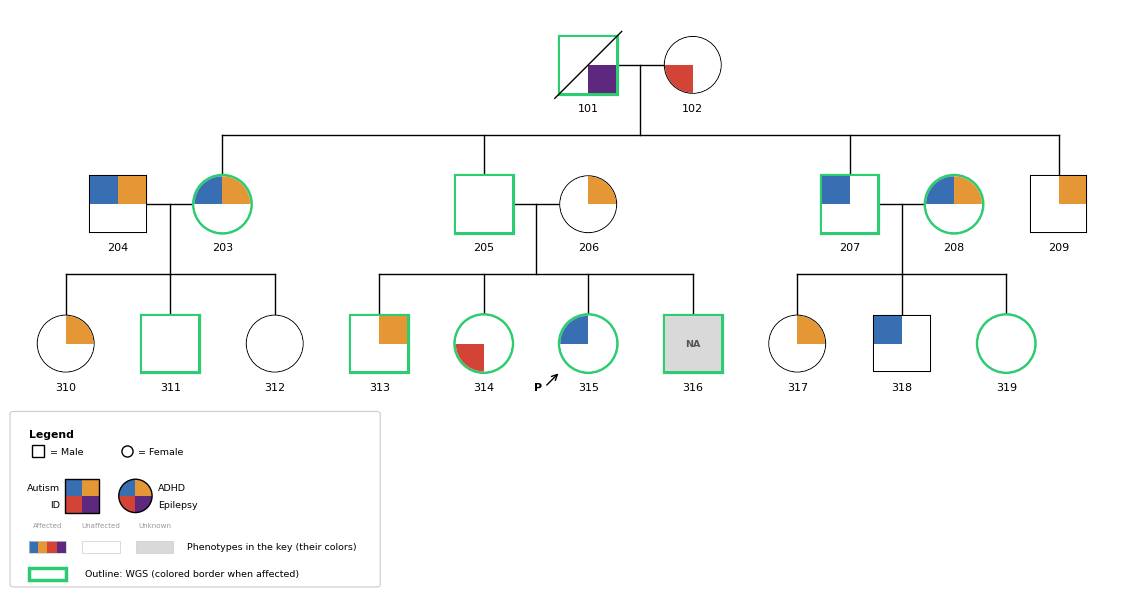 101 102
204 203 205 206 207 208 209
NA
310 311 312 313 314 P 315 316 317 318 319
Legend
= Male = Female
Autism ADHD
ID Epilepsy
Affected Unaffected Unknown
Phenotypes in the key (their colors)
Outline: WGS (colored border when affected)